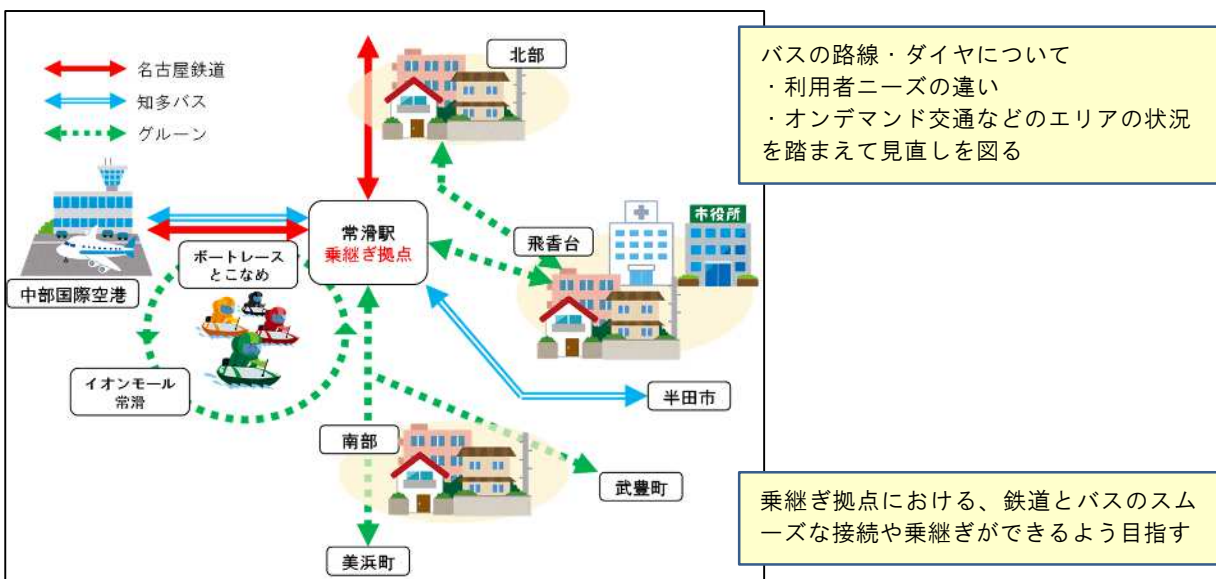 名古屋鉄道
知多バス
グルーン
北部
バスの路線・ダイヤについて
・利用者ニーズの違い
・オンデマンド交通などのエリアの状況
を踏まえて見直しを図る
市役所
常滑駅
乗継ぎ拠点
飛香台
ボートレース
とこなめ
中部国際空港
イオンモール
常滑
半田市
南部
武豊町
美浜町
乗継ぎ拠点における、鉄道とバスのスム
ーズな接続や乗継ぎができるよう目指す